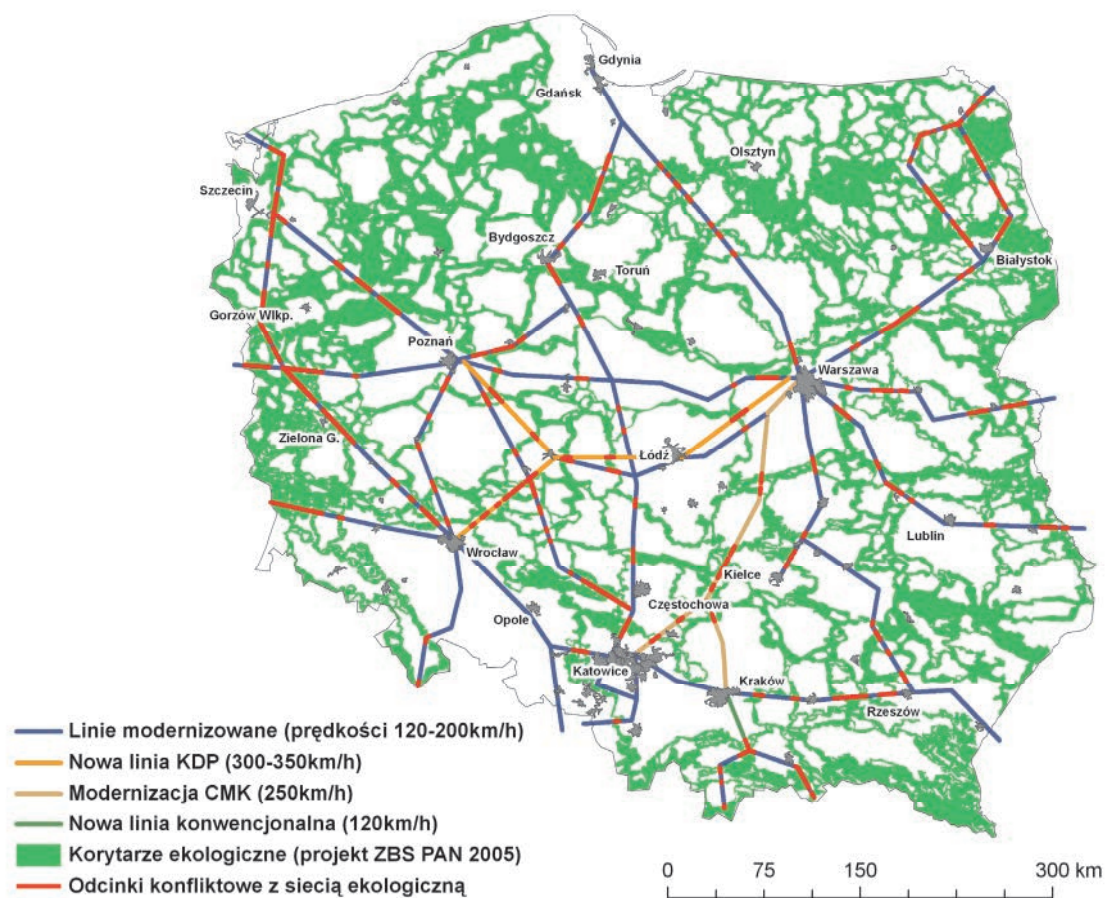 Gdynia
Gdańsk
Olsztyn
Szczecin
Bydgoszcz
Toruń
Białystok
Gorzów Wlkp.
Poznań
Warszawa
Zielona G.
Łódź
Wrocław
Lublin
Kielce
Opole
Częstochowa
Katowice
Kraków
Rzeszów
Linie modernizowane (prędkości 120-200km/h)
Nowa linia KDP (300-350km/h)
Modernizacja CMK (250km/h)
Nowa linia konwencjonalna (120km/h)
Korytarze ekologiczne (projekt ZBS PAN 2005)
Odcinki konfliktowe z siecią ekologiczną
0 75 150 300 km